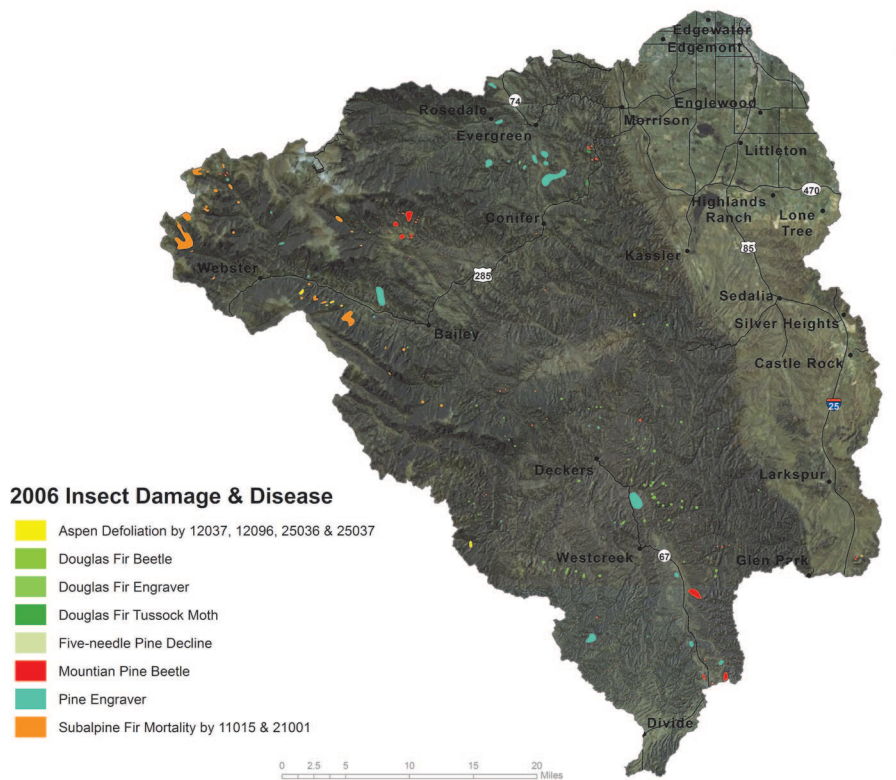 Edgewater
Edgemont
74
Rosedale
Evergreen
Englewood
Morrison
Littleton
470
Highlands
Ranch
Lone
Tree
Conifer
Kassler
85
285
Webster
Sedalia
Silver Heights
Bailey
Castle Rock
25
Deckers
Larkspur
Westcreek
67
Glen Park
Divide
2006 Insect Damage & Disease
Aspen Defoliation by 12037, 12096, 25036 & 25037
Douglas Fir Beetle
Douglas Fir Engraver
Douglas Fir Tussock Moth
Five-needle Pine Decline
Mountian Pine Beetle
Pine Engraver
Subalpine Fir Mortality by 11015 & 21001
0 2.5 5 10 15 20
Miles